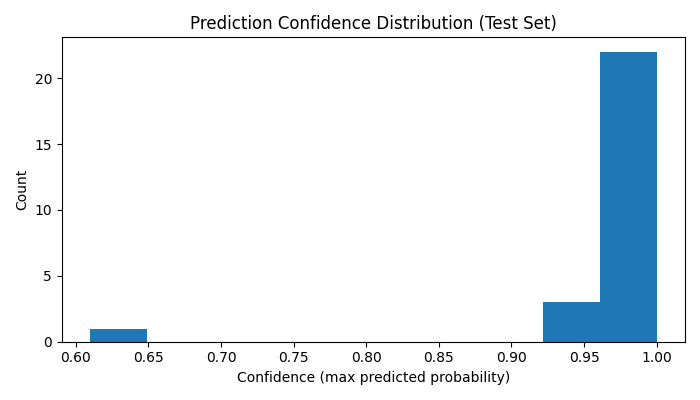 Prediction Confidence Distribution (Test Set)
Count
20
15
10
5
0
0.60 0.65 0.70 0.75 0.80 0.85 0.90 0.95 1.00
Confidence (max predicted probability)